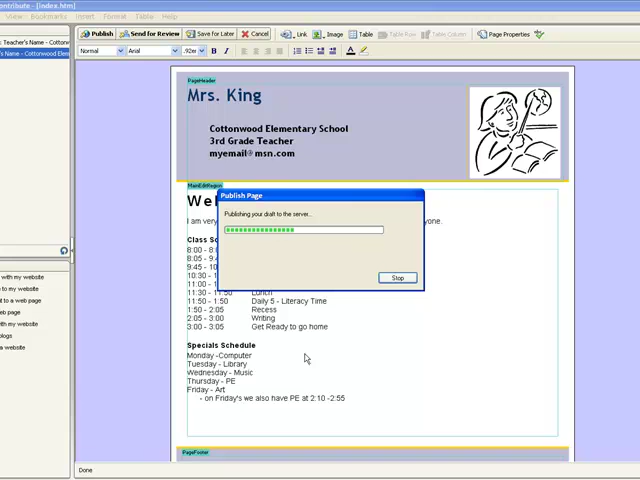 Contribute - [index.htm]
View Bookmarks Insert Format Table Help
Teacher's Name - Cottonw
Publish Send for Review Save for Later Cancel Link Image Table Table Row Table Column Page Properties
's Name - Cottonwood Elem
Normal Arial .92em B I
PageHeader
Mrs. King
Cottonwood Elementary School
3rd Grade Teacher
myemail@msn.com
MainEditRegion
Publish Page
Wel
Publishing your draft to the server...
I am very yone.
Class Sc
8:00 - 8:0
8:05 - 9:
9:45 - 10
10:30 - 1
11:00 -
Stop
11:30 - 11:50 Lunch
11:50 - 1:50 Daily 5 - Literacy Time
1:50 - 2:05 Recess
2:05 - 3:00 Writing
3:00 - 3:05 Get Ready to go home
Specials Schedule
Monday -Computer
Tuesday - Library
Wednesday - Music
Thursday - PE
Friday - Art
- on Friday's we also have PE at 2:10 -2:55
with my website
to my website
t to a web page
eb page
with my website
blogs
a website
PageFooter
Done